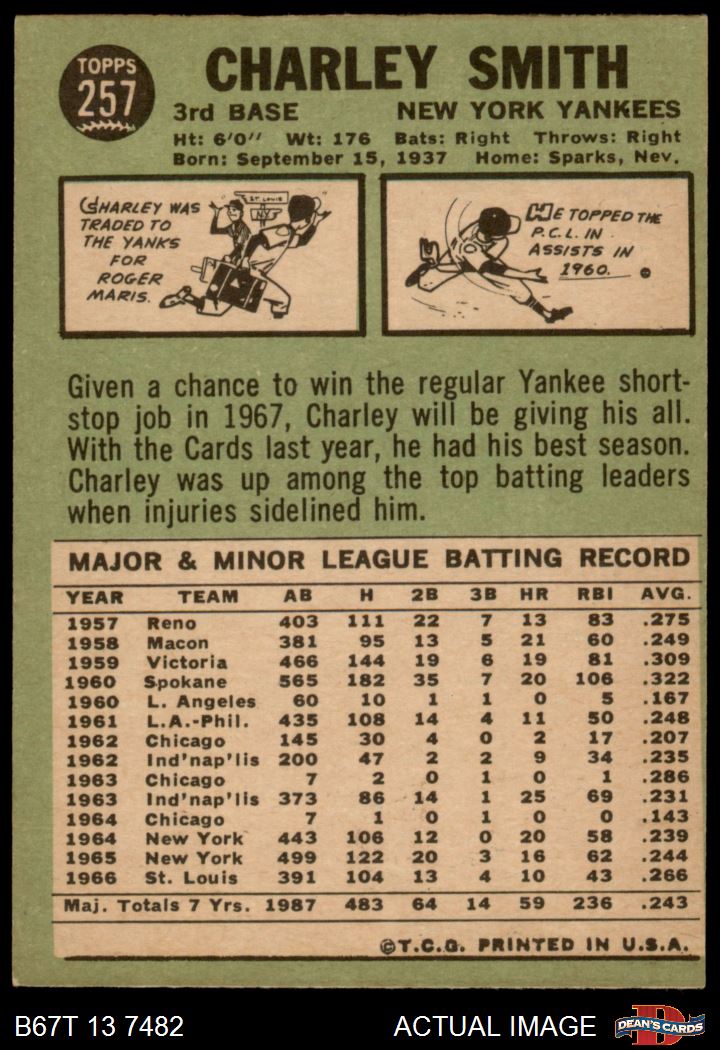 TOPPS
257
CHARLEY SMITH
3rd BASE NEW YORK YANKEES
Ht: 6'0" Wt: 176 Bats: Right Throws: Right
Born: September 15, 1937 Home: Sparks, Nev.
CHARLEY WAS
TRADED TO
THE YANKS
FOR
ROGER
MARIS.
ST. LOUIS
NY
HE TOPPED THE
P.C.L. IN
ASSISTS IN
1960.
Given a chance to win the regular Yankee short-
stop job in 1967, Charley will be giving his all.
With the Cards last year, he had his best season.
Charley was up among the top batting leaders
when injuries sidelined him.
MAJOR & MINOR LEAGUE BATTING RECORD
YEAR TEAM AB H 2B 3B HR RBI AVG.
1957 Reno 403 111 22 7 13 83 .275
1958 Macon 381 95 13 5 21 60 .249
1959 Victoria 466 144 19 6 19 81 .309
1960 Spokane 565 182 35 7 20 106 .322
1960 L. Angeles 60 10 1 1 0 5 .167
1961 L.A.-Phil. 435 108 14 4 11 50 .248
1962 Chicago 145 30 4 0 2 17 .207
1962 Ind'nap'lis 200 47 2 2 9 34 .235
1963 Chicago 7 2 0 1 0 1 .286
1963 Ind'nap'lis 373 86 14 1 25 69 .231
1964 Chicago 7 1 0 1 0 0 .143
1964 New York 443 106 12 0 20 58 .239
1965 New York 499 122 20 3 16 62 .244
1966 St. Louis 391 104 13 4 10 43 .266
Maj. Totals 7 Yrs. 1987 483 64 14 59 236 .243
©T.C.G. PRINTED IN U.S.A.
B67T 13 7482 ACTUAL IMAGE
D
DEAN'S CARDS